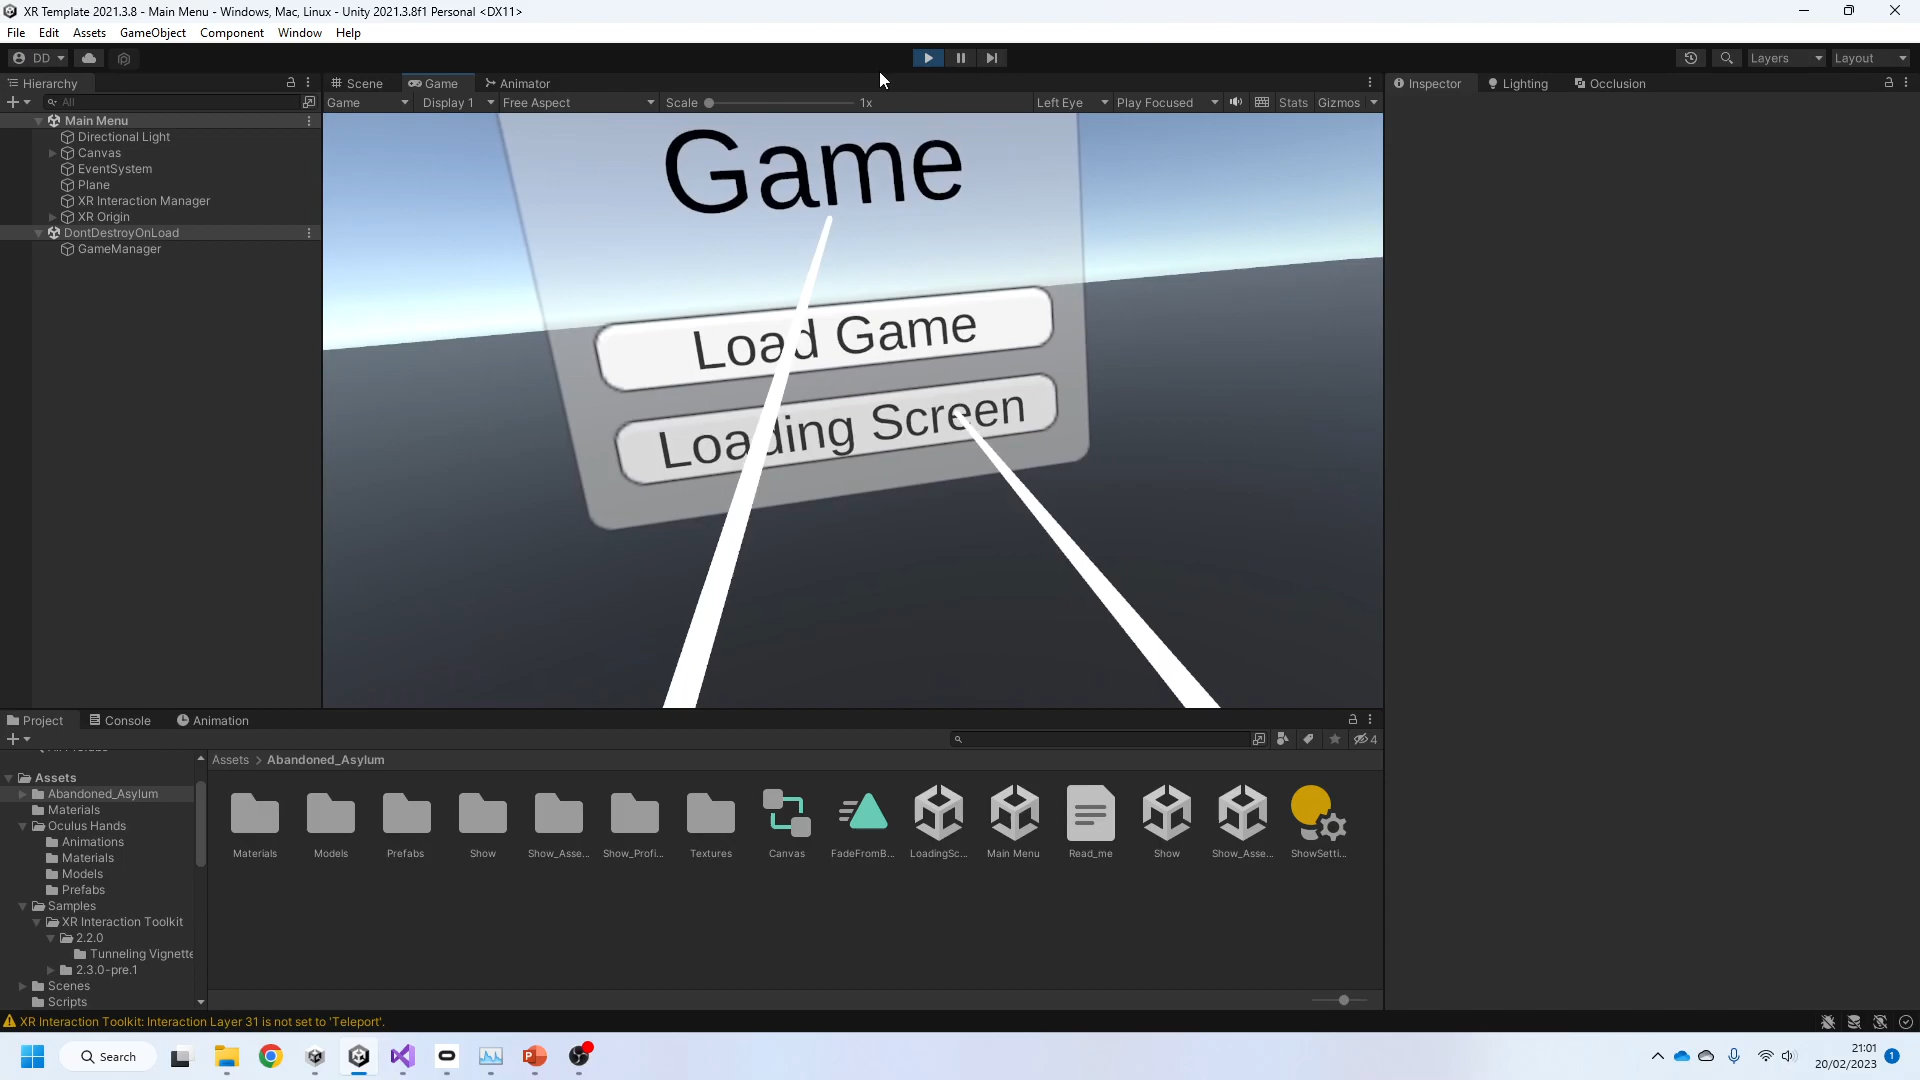 XR Template 2021.3.8 - Main Menu - Windows, Mac, Linux - Unity 2021.3.8f1 Personal <DX11>
File Edit Assets GameObject Component Window Help
DD Layers Layout
Hierarchy Scene Game Animator Inspector Lighting Occlusion
All Game Display 1 Free Aspect Scale 1x Left Eye Play Focused Stats Gizmos
Main Menu
Directional Light
Canvas
EventSystem
Plane
XR Interaction Manager
XR Origin
DontDestroyOnLoad
GameManager
Game
Load Game
Loading Screen
Project Console Animation
4
Assets > Abandoned_Asylum
Assets
Abandoned_Asylum
Materials
Oculus Hands
Animations
Materials
Models
Prefabs
Samples
XR Interaction Toolkit
2.2.0
Tunneling Vignette
2.3.0-pre.1
Scenes
Scripts
Materials Models Prefabs Show Show_Asse... Show_Profi... Textures Canvas FadeFromB... LoadingSc... Main Menu Read_me Show Show_Asse... ShowSetti...
XR Interaction Toolkit: Interaction Layer 31 is not set to 'Teleport'.
Search
21:01
20/02/2023
1